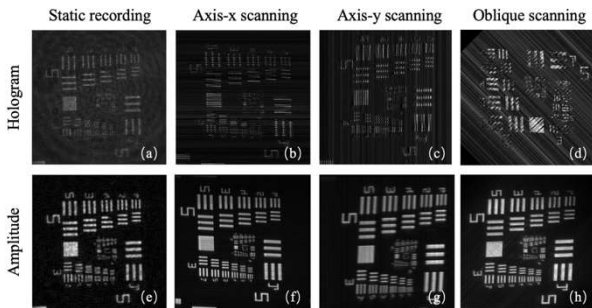 Static recording Axis-x scanning Axis-y scanning Oblique scanning
Hologram
(a) (b) (c) (d)
Amplitude
(e) (f) (g) (h)